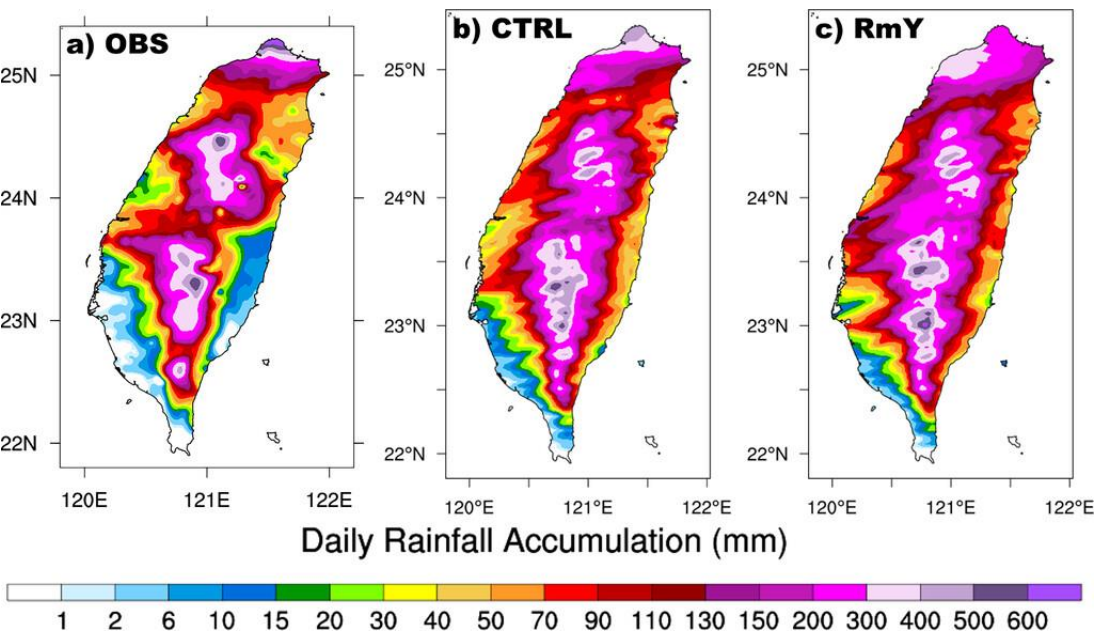 a) OBS
b) CTRL
c) RmY
25N
24N
23N
22N
120E
121E
122E
25°N
24°N
23°N
22°N
120°E
121°E
122°E
25°N
24°N
23°N
22°N
120°E
121°E
122°E
Daily Rainfall Accumulation (mm)
1 2 6 10 15 20 30 40 50 70 90 110 130 150 200 300 400 500 600